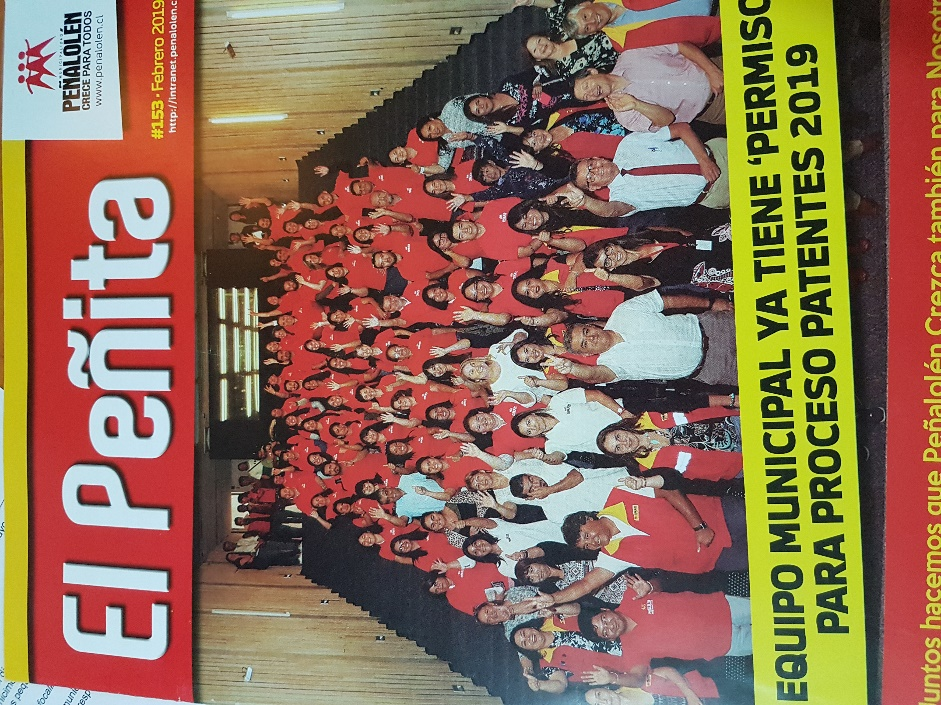 PEÑALOLÉN
CRECE PARA TODOS
www.penalolen.cl
#153 • Febrero 2019
http://intranet.penalolen.c
El Peñita
EQUIPO MUNICIPAL YA TIENE 'PERMISO
PARA PROCESO PATENTES 2019
Juntos hacemos que Peñalolén Crezca también para Nosotr